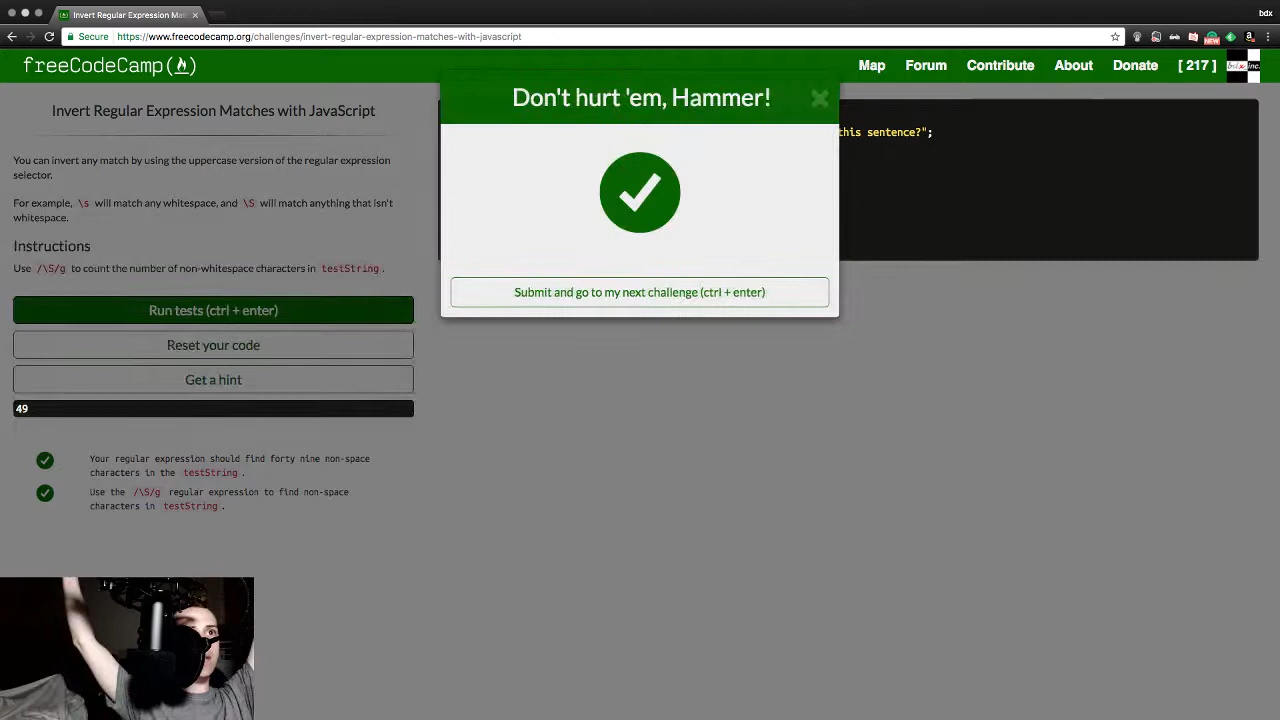 Invert Regular Expression Mat
bdx
Secure
https://www.freecodecamp.org/challenges/invert-regular-expression-matches-with-javascript
NEW
freeCodeCamp
Map Forum Contribute About Donate [ 217 ]
inc.
Invert Regular Expression Matches with JavaScript
You can invert any match by using the uppercase version of the regular expression
selector.
For example, \s will match any whitespace, and \S will match anything that isn't
whitespace.
Instructions
Use /\S/g to count the number of non-whitespace characters in testString.
Run tests (ctrl + enter)
Reset your code
Get a hint
49
Your regular expression should find forty nine non-space
characters in the testString.
Use the /\S/g regular expression to find non-space
characters in testString.
Don't hurt 'em, Hammer!
Submit and go to my next challenge (ctrl + enter)
this sentence?";